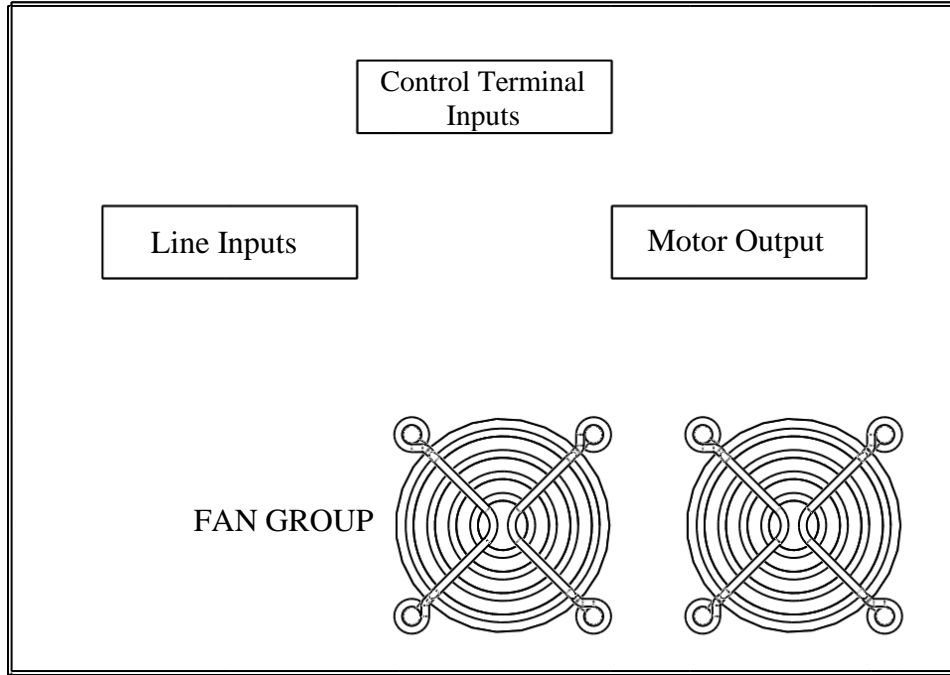 Control Terminal
Inputs
Line Inputs
Motor Output
FAN GROUP